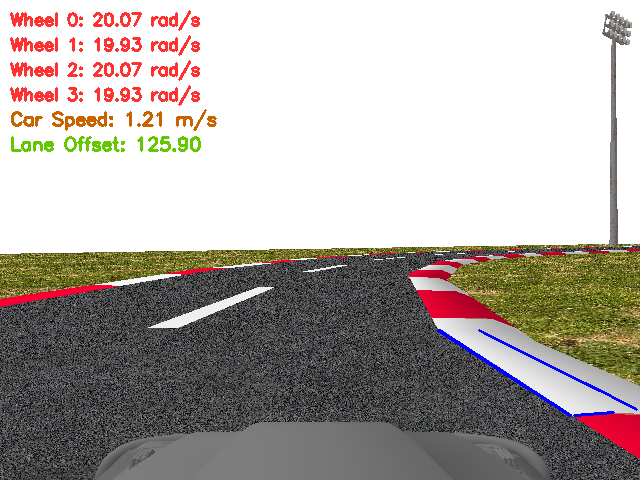 Wheel 0: 20.07 rad/s
Wheel 1: 19.93 rad/s
Wheel 2: 20.07 rad/s
Wheel 3: 19.93 rad/s
Car Speed: 1.21 m/s
Lane Offset: 125.90